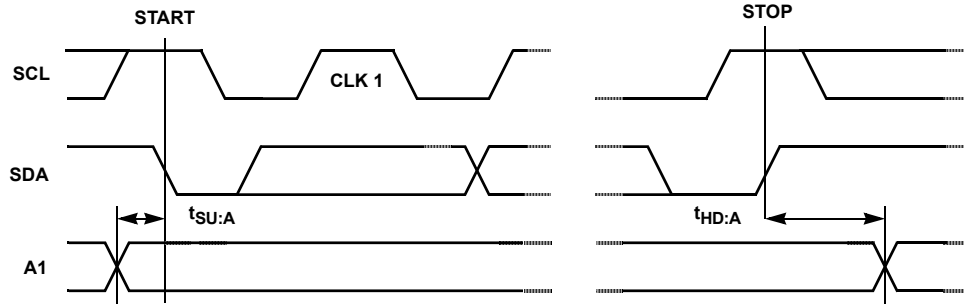 START
STOP
SCL
CLK 1
SDA
tSU:A
tHD:A
A1